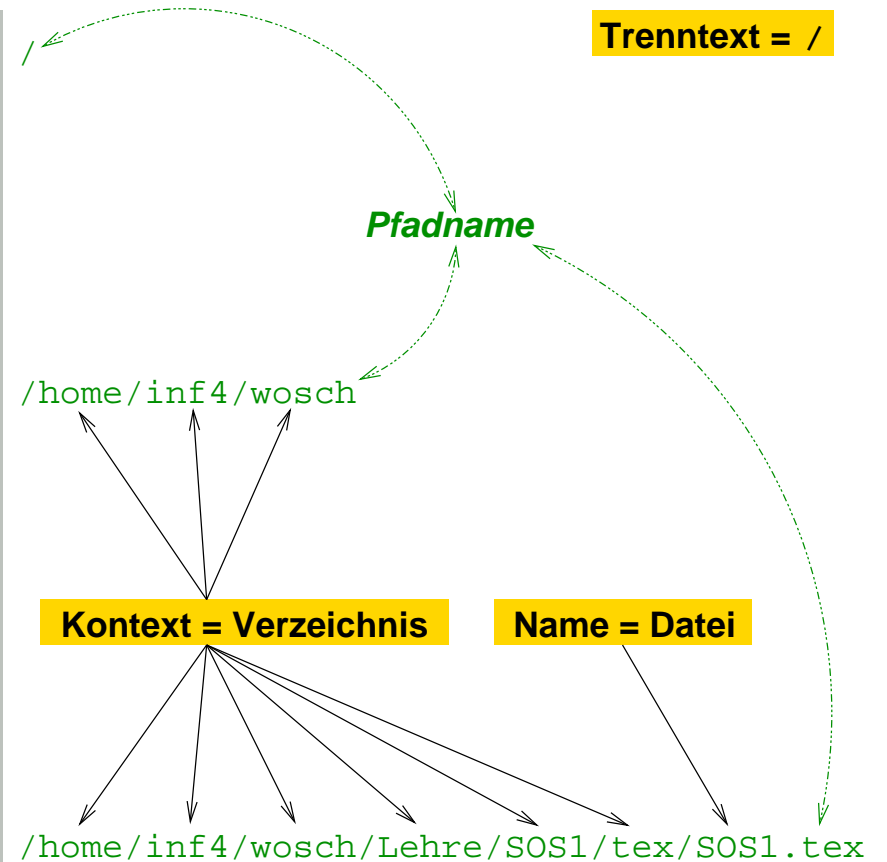 Trenntext = /
/
Pfadname
/home/inf4/wosch
Kontext = Verzeichnis
Name = Datei
/home/inf4/wosch/Lehre/SOS1/tex/SOS1.tex